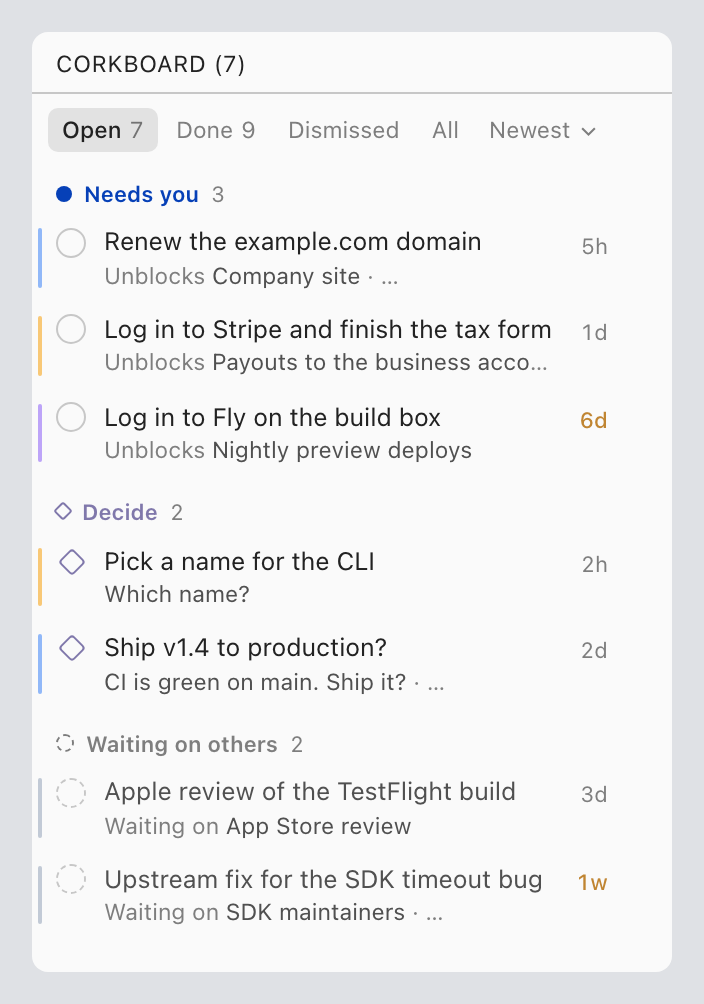 CORKBOARD (7)
Open 7 Done 9 Dismissed All Newest
Needs you 3
Renew the example.com domain 5h
Unblocks Company site · ...
Log in to Stripe and finish the tax form 1d
Unblocks Payouts to the business acco...
Log in to Fly on the build box 6d
Unblocks Nightly preview deploys
Decide 2
Pick a name for the CLI 2h
Which name?
Ship v1.4 to production? 2d
CI is green on main. Ship it? · ...
Waiting on others 2
Apple review of the TestFlight build 3d
Waiting on App Store review
Upstream fix for the SDK timeout bug 1w
Waiting on SDK maintainers · ...